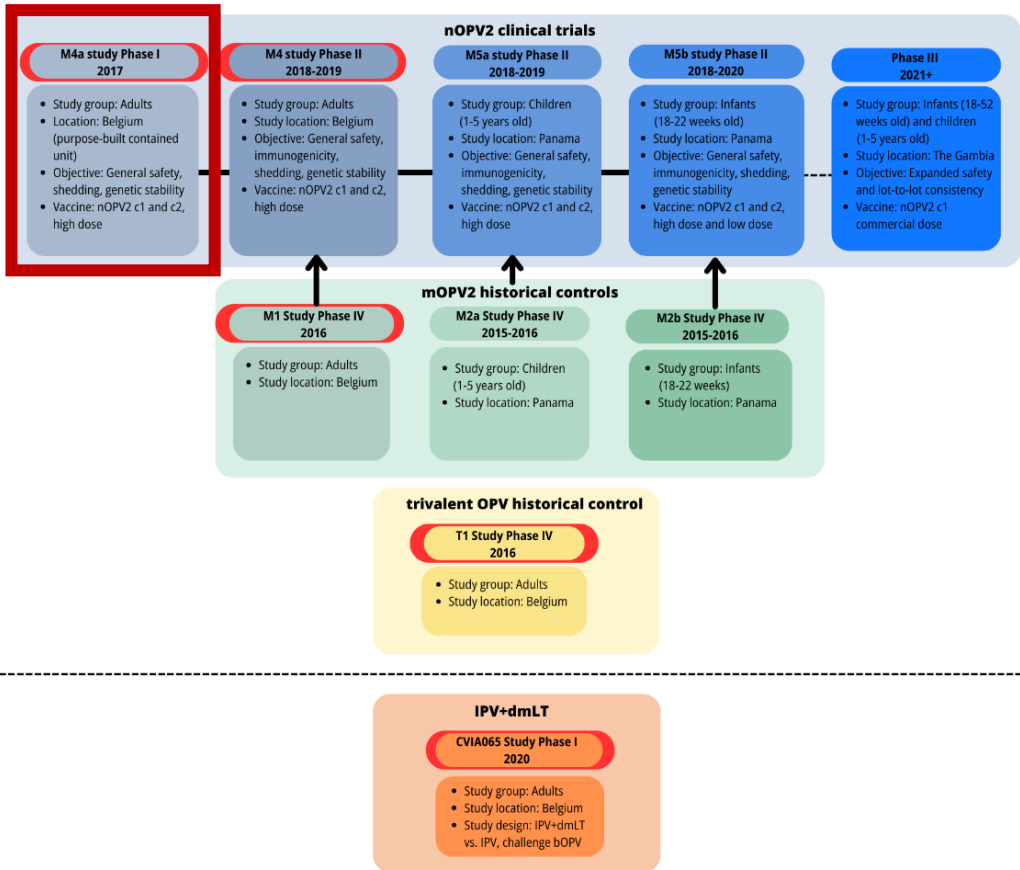 nOPV2 clinical trials
M4a study Phase I
2017
• Study group: Adults
• Location: Belgium
(purpose-built contained
unit)
• Objective: General safety,
shedding, genetic stability
• Vaccine: nOPV2 c1 and c2,
high dose
M4 study Phase II
2018-2019
• Study group: Adults
• Study location: Belgium
• Objective: General safety,
immunogenicity,
shedding, genetic stability
• Vaccine: nOPV2 c1 and c2,
high dose
M5a study Phase II
2018-2019
• Study group: Children
(1-5 years old)
• Study location: Panama
• Objective: General safety,
immunogenicity, shedding,
genetic stability
• Vaccine: nOPV2 c1 and c2,
high dose
M5b study Phase II
2018-2020
• Study group: Infants
(18-22 weeks old)
• Study location: Panama
• Objective: General safety,
immunogenicity, shedding,
genetic stability
• Vaccine: nOPV2 c1 and c2,
high dose and low dose
Phase III
2021+
• Study group: Infants (18-52
weeks old) and children
(1-5 years old)
• Study location: The Gambia
• Objective: Expanded safety
and lot-to-lot consistency
• Vaccine: nOPV2 c1
commercial dose
mOPV2 historical controls
M1 Study Phase IV
2016
• Study group: Adults
• Study location: Belgium
M2a Study Phase IV
2015-2016
• Study group: Children
(1-5 years old)
• Study location: Panama
M2b Study Phase IV
2015-2016
• Study group: Infants
(18-22 weeks)
• Study location: Panama
trivalent OPV historical control
T1 Study Phase IV
2016
• Study group: Adults
• Study location: Belgium
IPV+dmLT
CVIA065 Study Phase I
2020
• Study group: Adults
• Study location: Belgium
• Study design: IPV+dmLT
vs. IPV, challenge bOPV